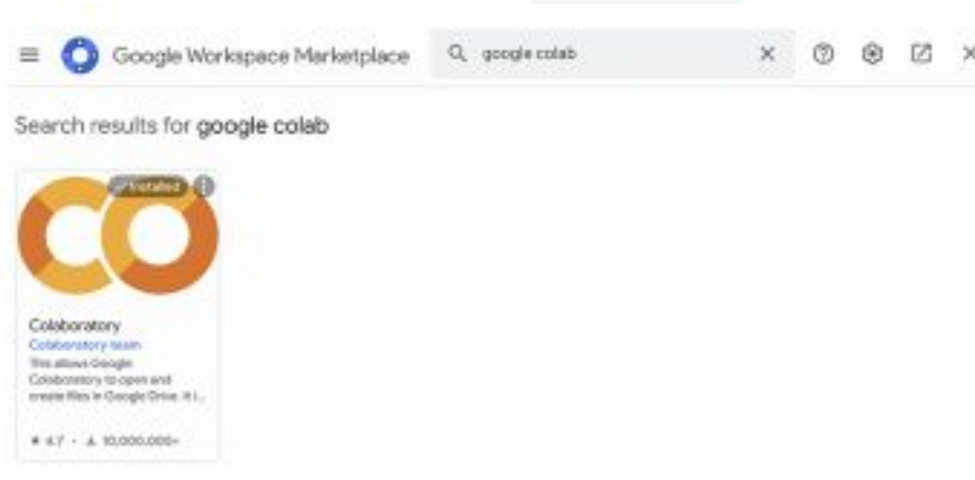 Google Workspace Marketplace
google colab
Search results for google colab
Installed
Colaboratory
Colaboratory team
This allows Google
Colaboratory to open and
create files in Google Drive. It i...
4.7 · 10,000,000+